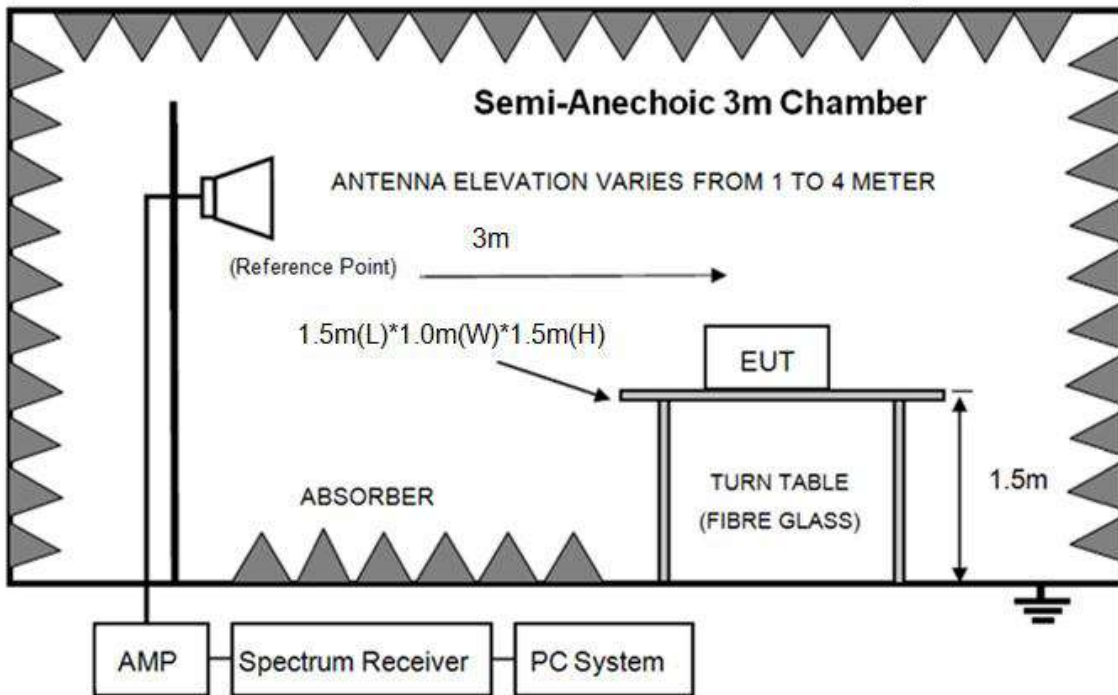 Semi-Anechoic 3m Chamber
ANTENNA ELEVATION VARIES FROM 1 TO 4 METER
3m
(Reference Point)
1.5m(L)*1.0m(W)*1.5m(H)
EUT
ABSORBER
TURN TABLE
(FIBRE GLASS)
1.5m
AMP
Spectrum Receiver
PC System